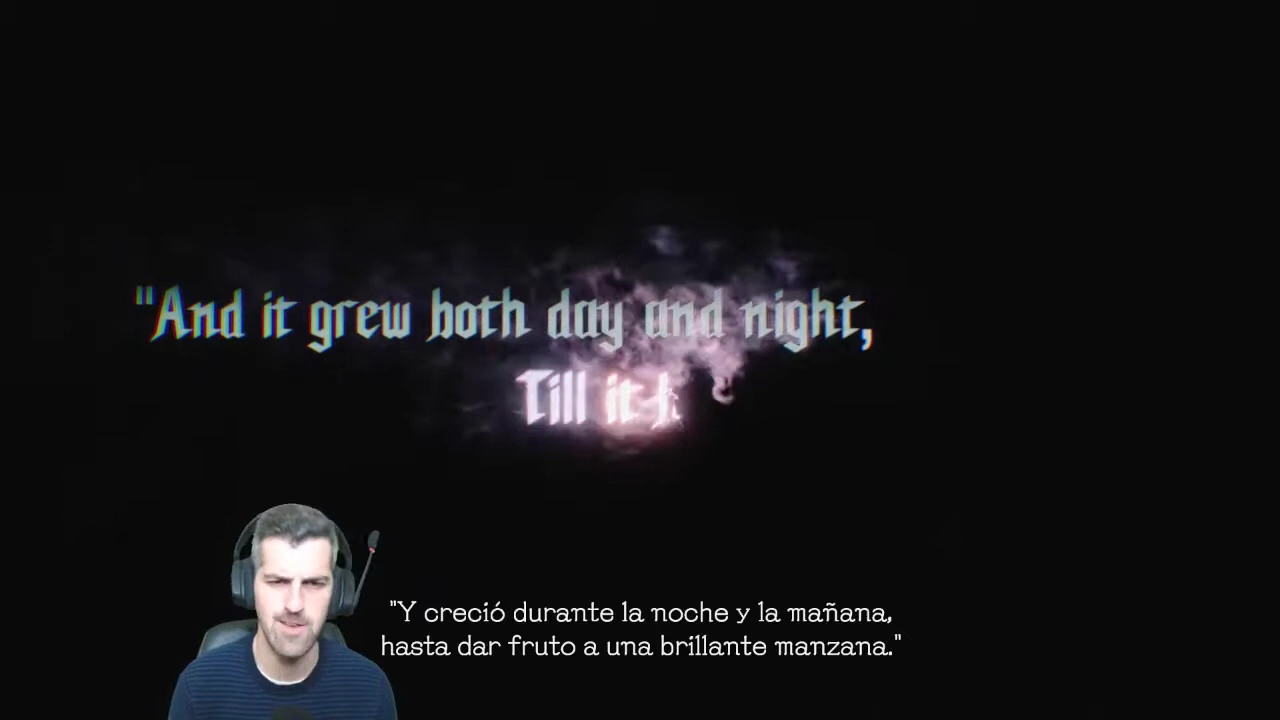 "And it grew both day and night,
Till it
"Y creció durante la noche y la mañana,
hasta dar fruto a una brillante manzana."